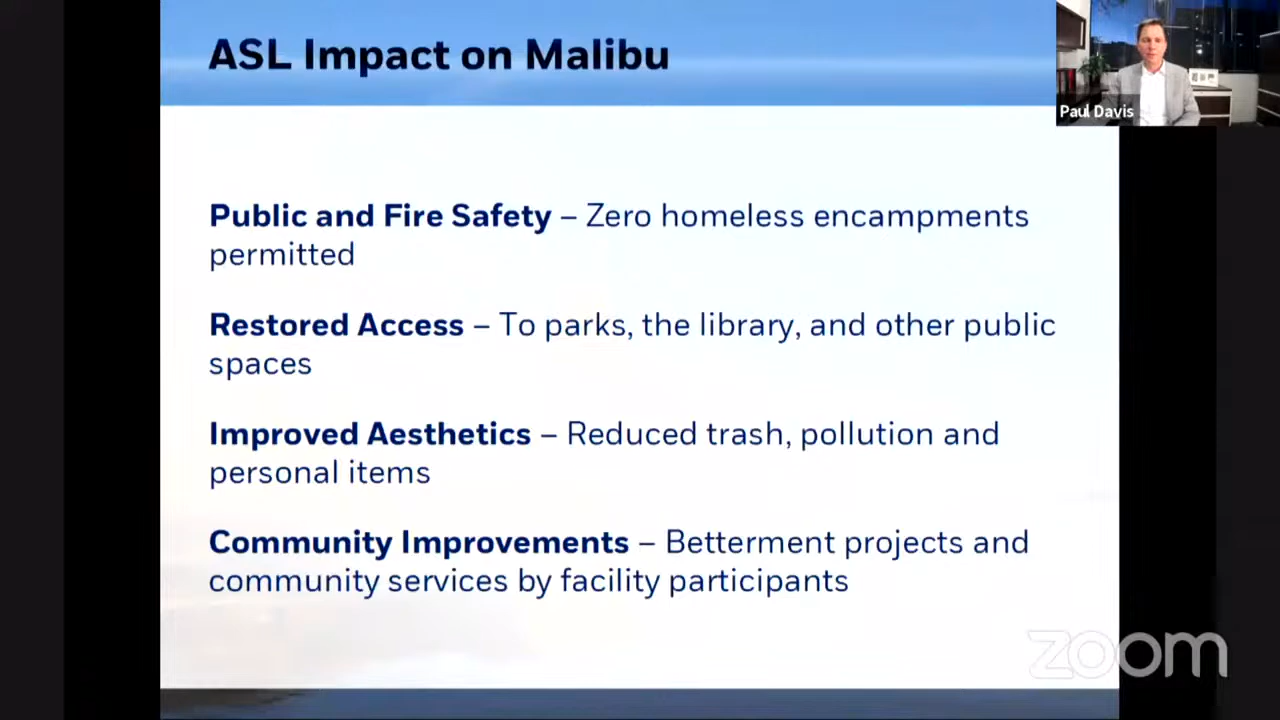 ASL Impact on Malibu
Paul Davis
Public and Fire Safety – Zero homeless encampments
permitted
Restored Access – To parks, the library, and other public
spaces
Improved Aesthetics – Reduced trash, pollution and
personal items
Community Improvements – Betterment projects and
community services by facility participants
zoom